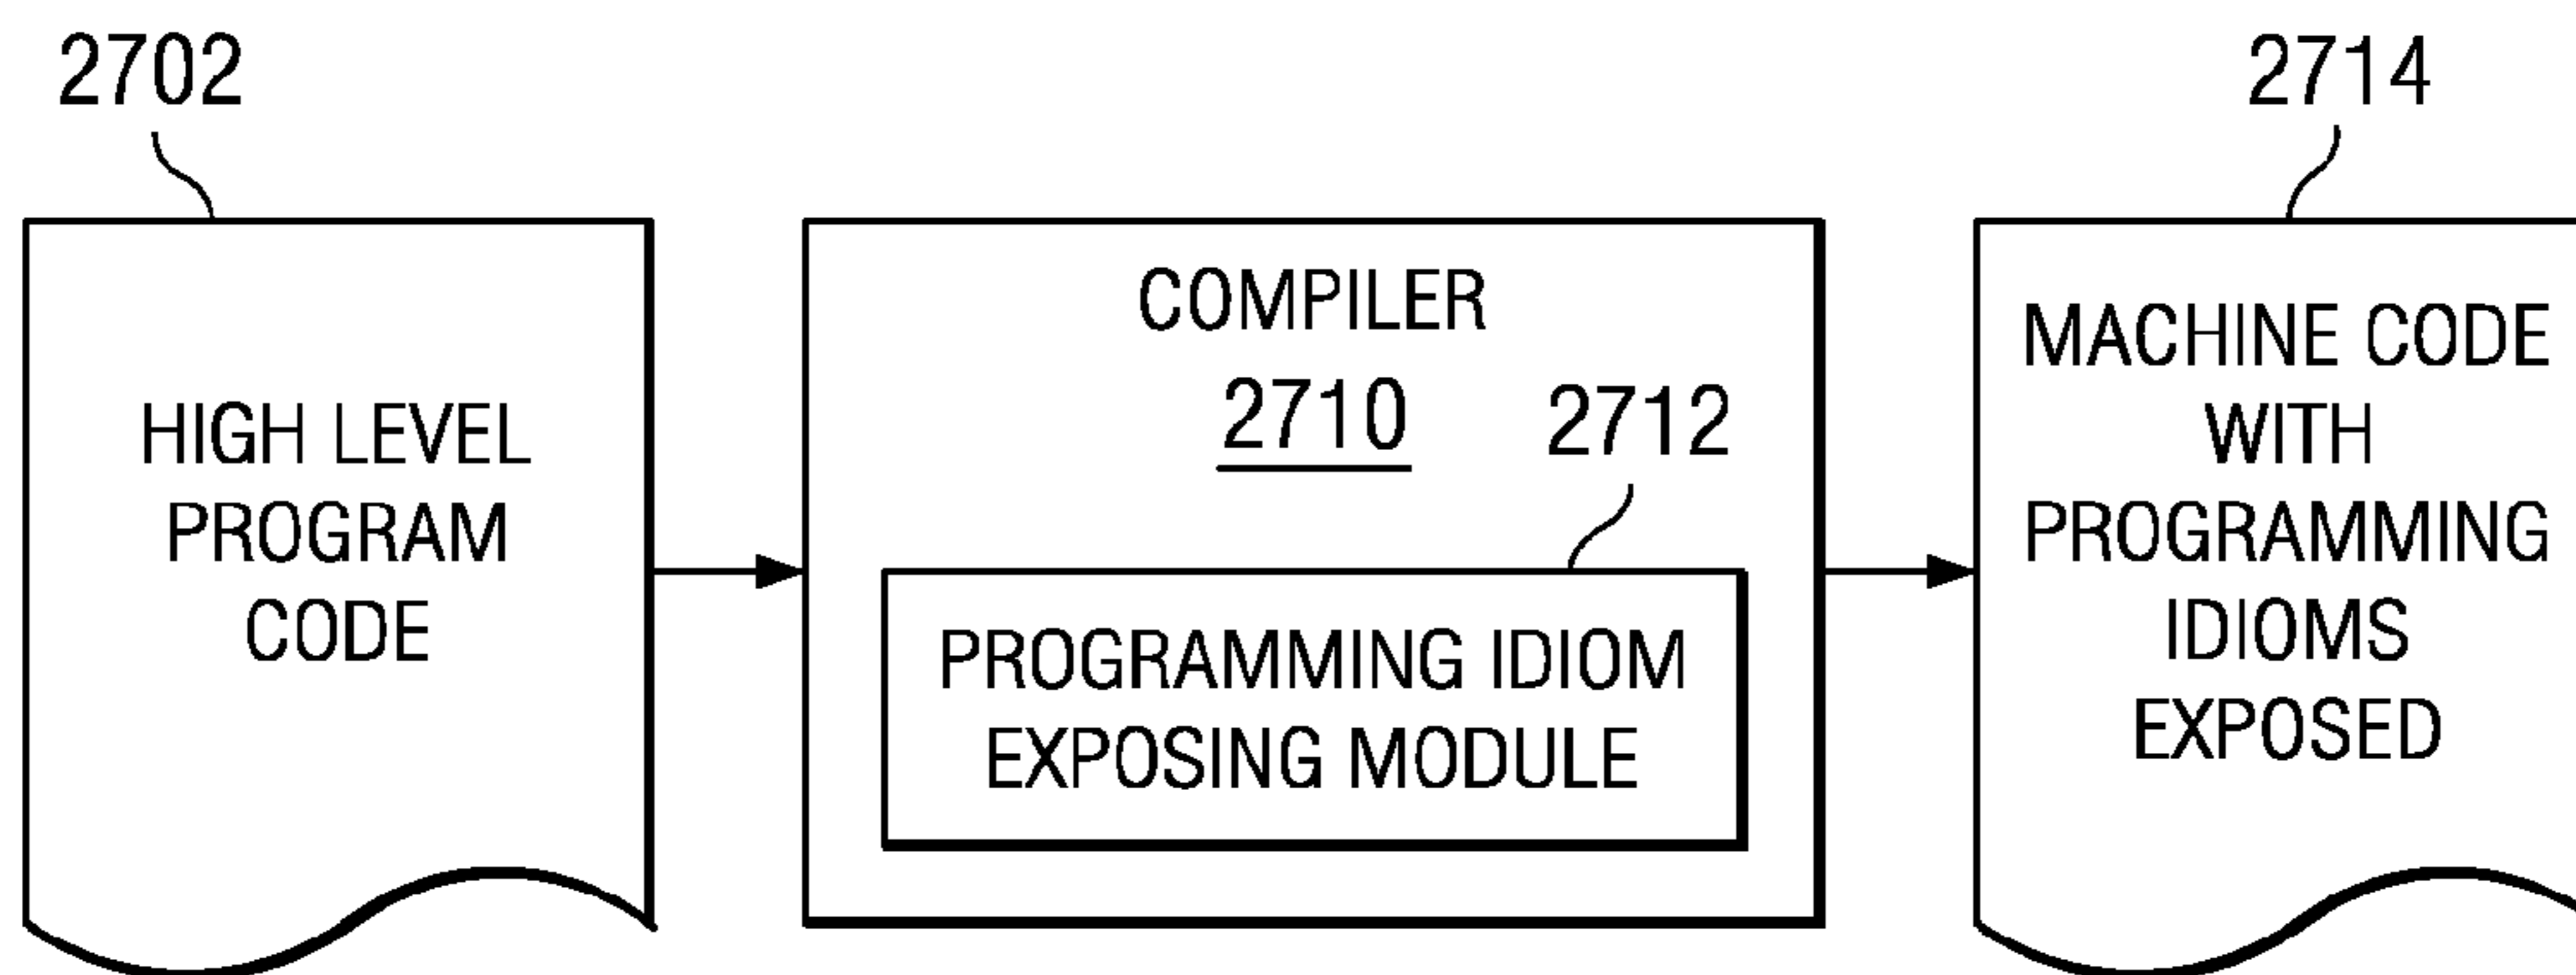 2702
HIGH LEVEL
PROGRAM
CODE
COMPILER
2710
2712
PROGRAMMING IDIOM
EXPOSING MODULE
2714
MACHINE CODE
WITH
PROGRAMMING
IDIOMS
EXPOSED